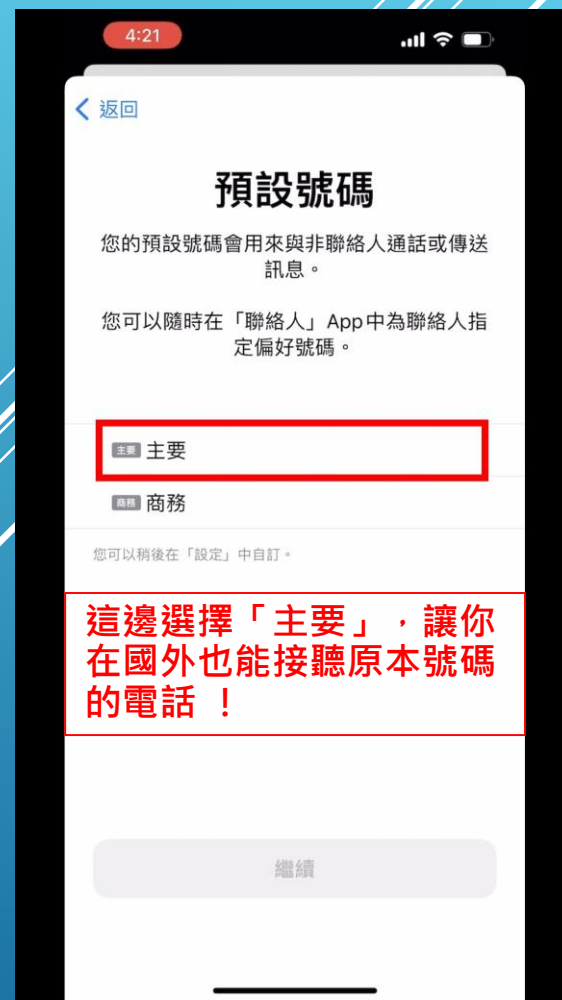 4:21
返回
預設號碼
您的預設號碼會用來與非聯絡人通話或傳送
訊息。
您可以隨時在「聯絡人」App中為聯絡人指
定偏好號碼。
主要 主要
商務 商務
您可以稍後在「設定」中自訂。
這邊選擇「主要」，讓你
在國外也能接聽原本號碼
的電話 ！
繼續